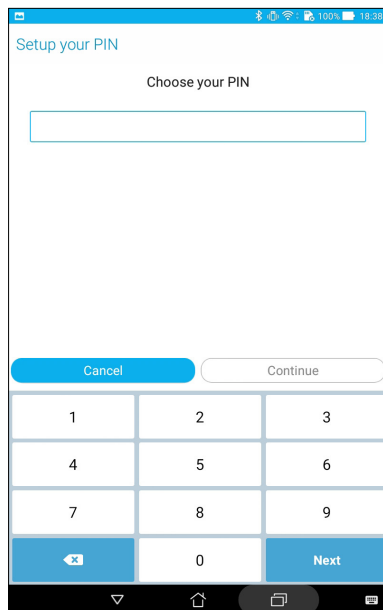 100% 18:38
Setup your PIN
Choose your PIN
Cancel Continue
1 2 3
4 5 6
7 8 9
0 Next